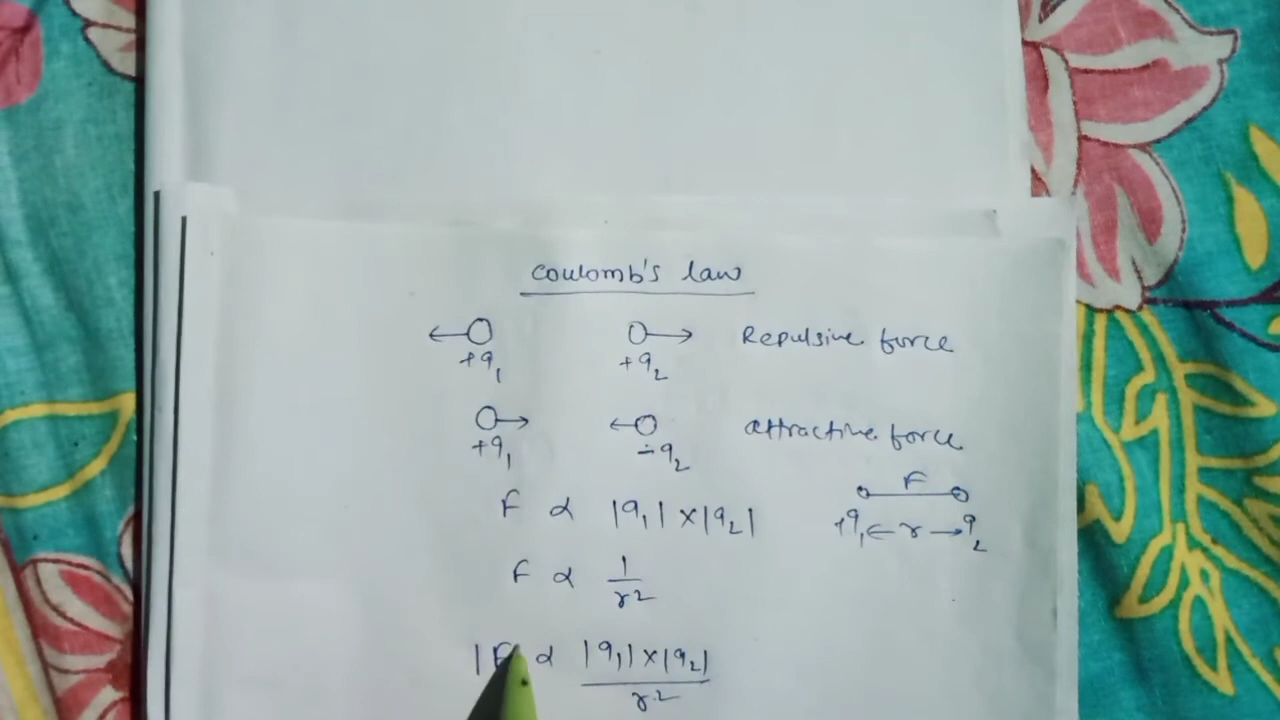 Coulomb's law
+q₁ +q₂ Repulsive force
+q₁ -q₂ attractive force
F ∝ |q₁|×|q₂|
F
+q₁ ← r → q₂
F ∝ 1/r²
|F| ∝ |q₁|×|q₂|/r²